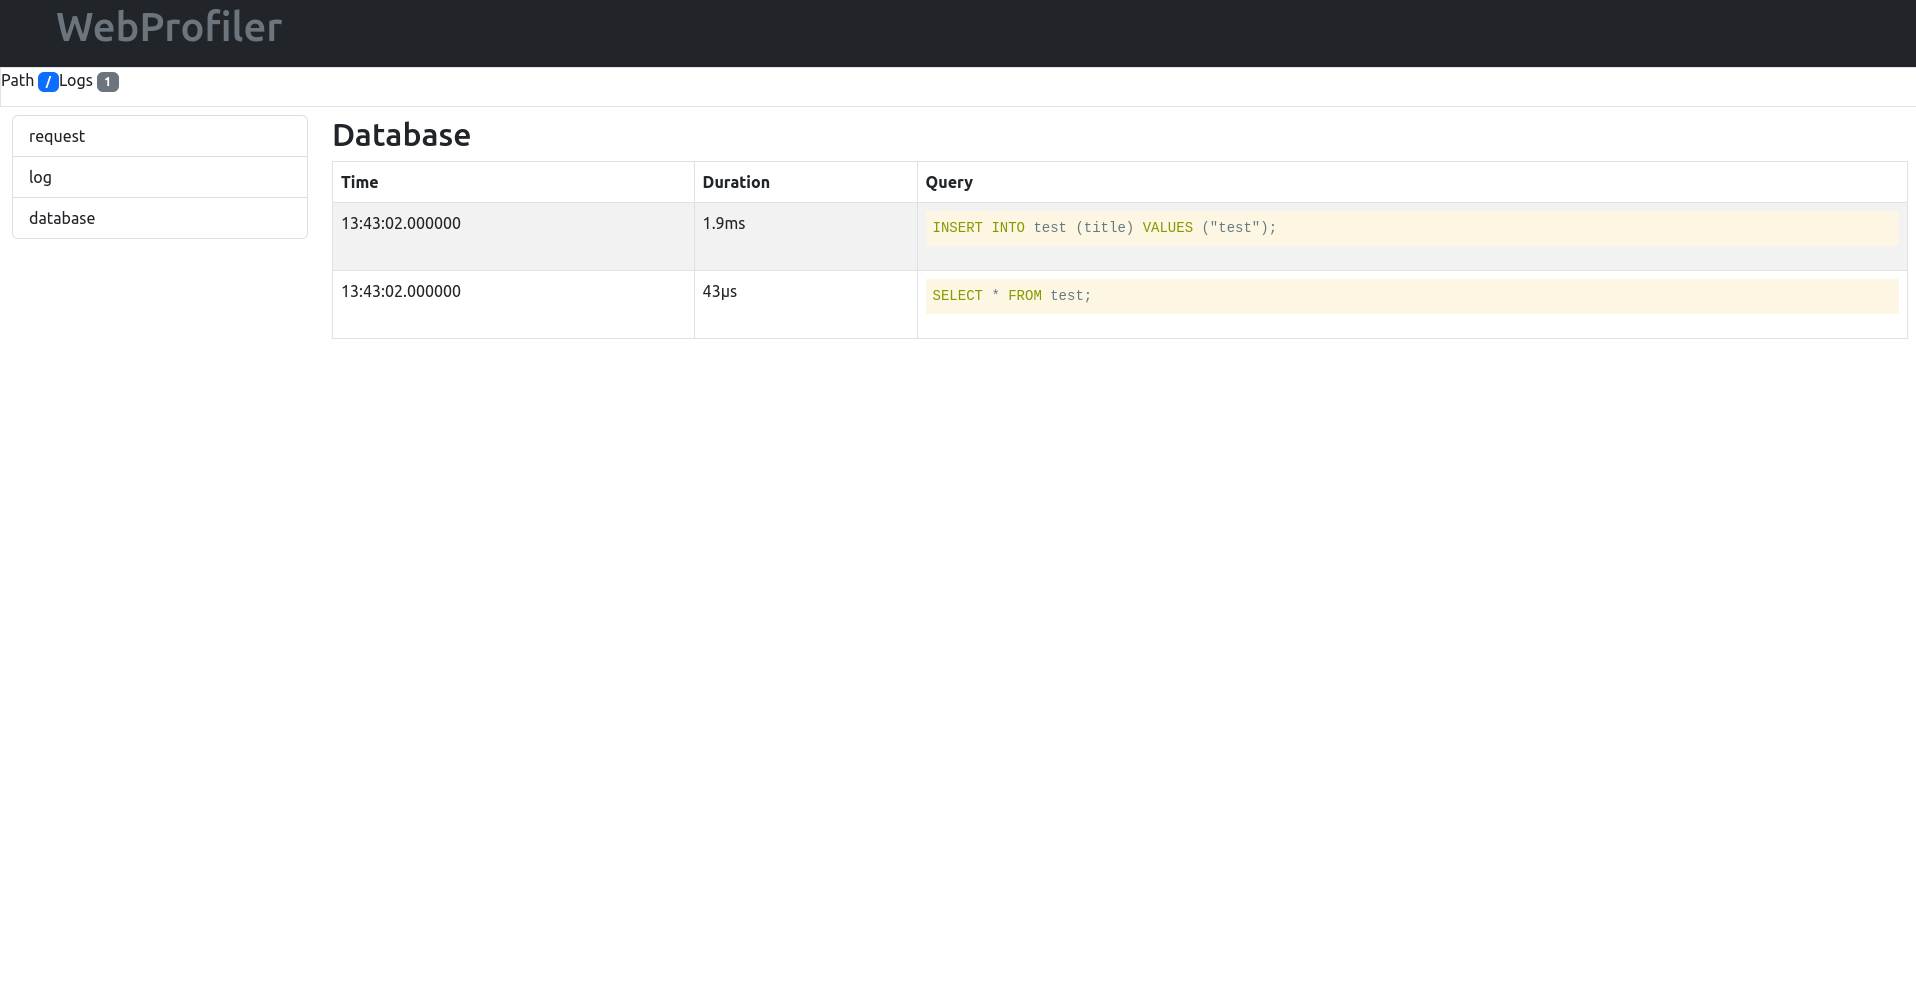 WebProfiler
Path / Logs 1
request
log
database
Database
Time Duration Query
13:43:02.000000 1.9ms INSERT INTO test (title) VALUES ("test");
13:43:02.000000 43µs SELECT * FROM test;